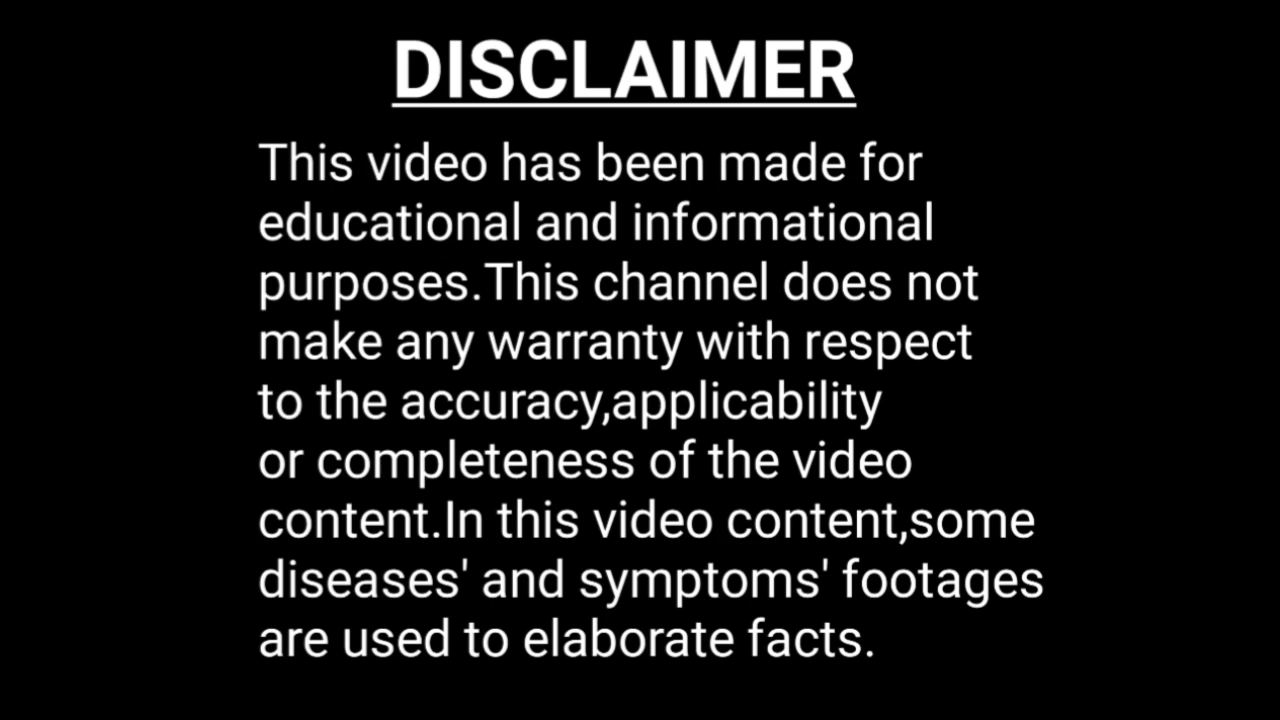 DISCLAIMER
This video has been made for
educational and informational
purposes.This channel does not
make any warranty with respect
to the accuracy,applicability
or completeness of the video
content.In this video content,some
diseases' and symptoms' footages
are used to elaborate facts.